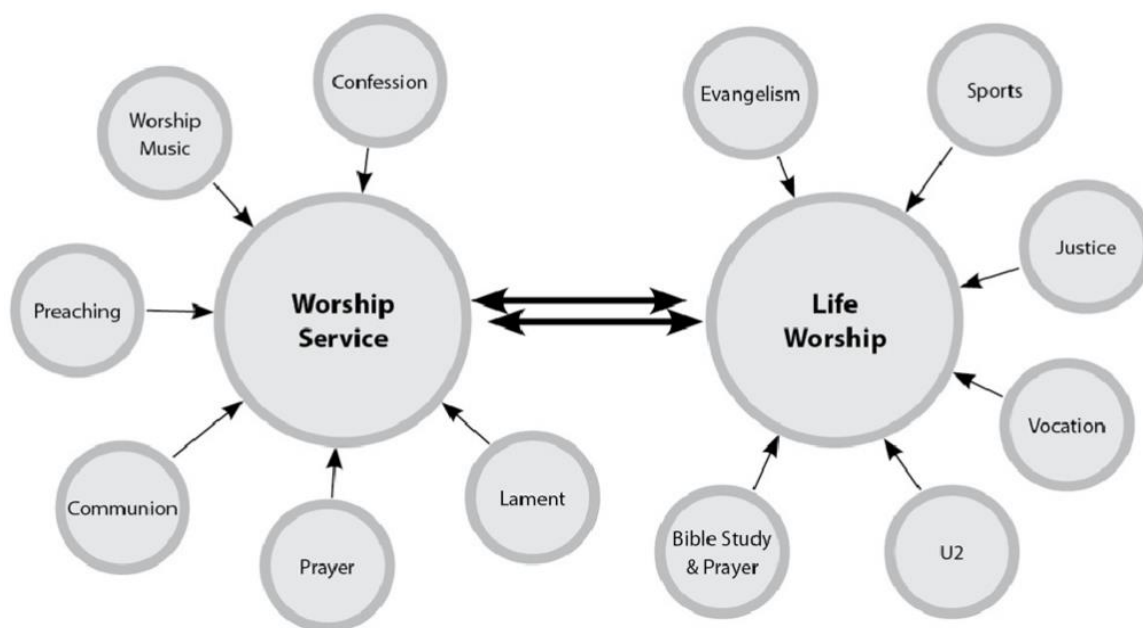 Confession
Worship
Music
Preaching
Worship
Service
Communion
Prayer
Lament
Evangelism
Sports
Justice
Life
Worship
Vocation
Bible Study
& Prayer
U2